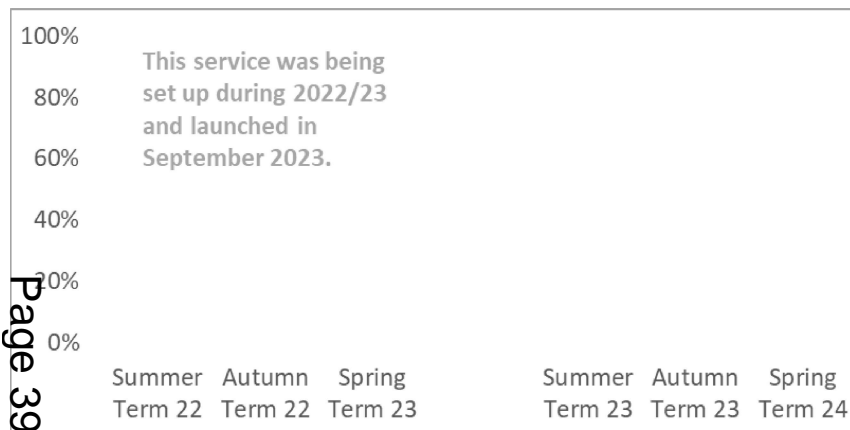 100%
This service was being
set up during 2022/23
and launched in
September 2023.
80%
60%
40%
20%
0%
Summer Term 22
Autumn Term 22
Spring Term 23
Summer Term 23
Autumn Term 23
Spring Term 24
Page 39